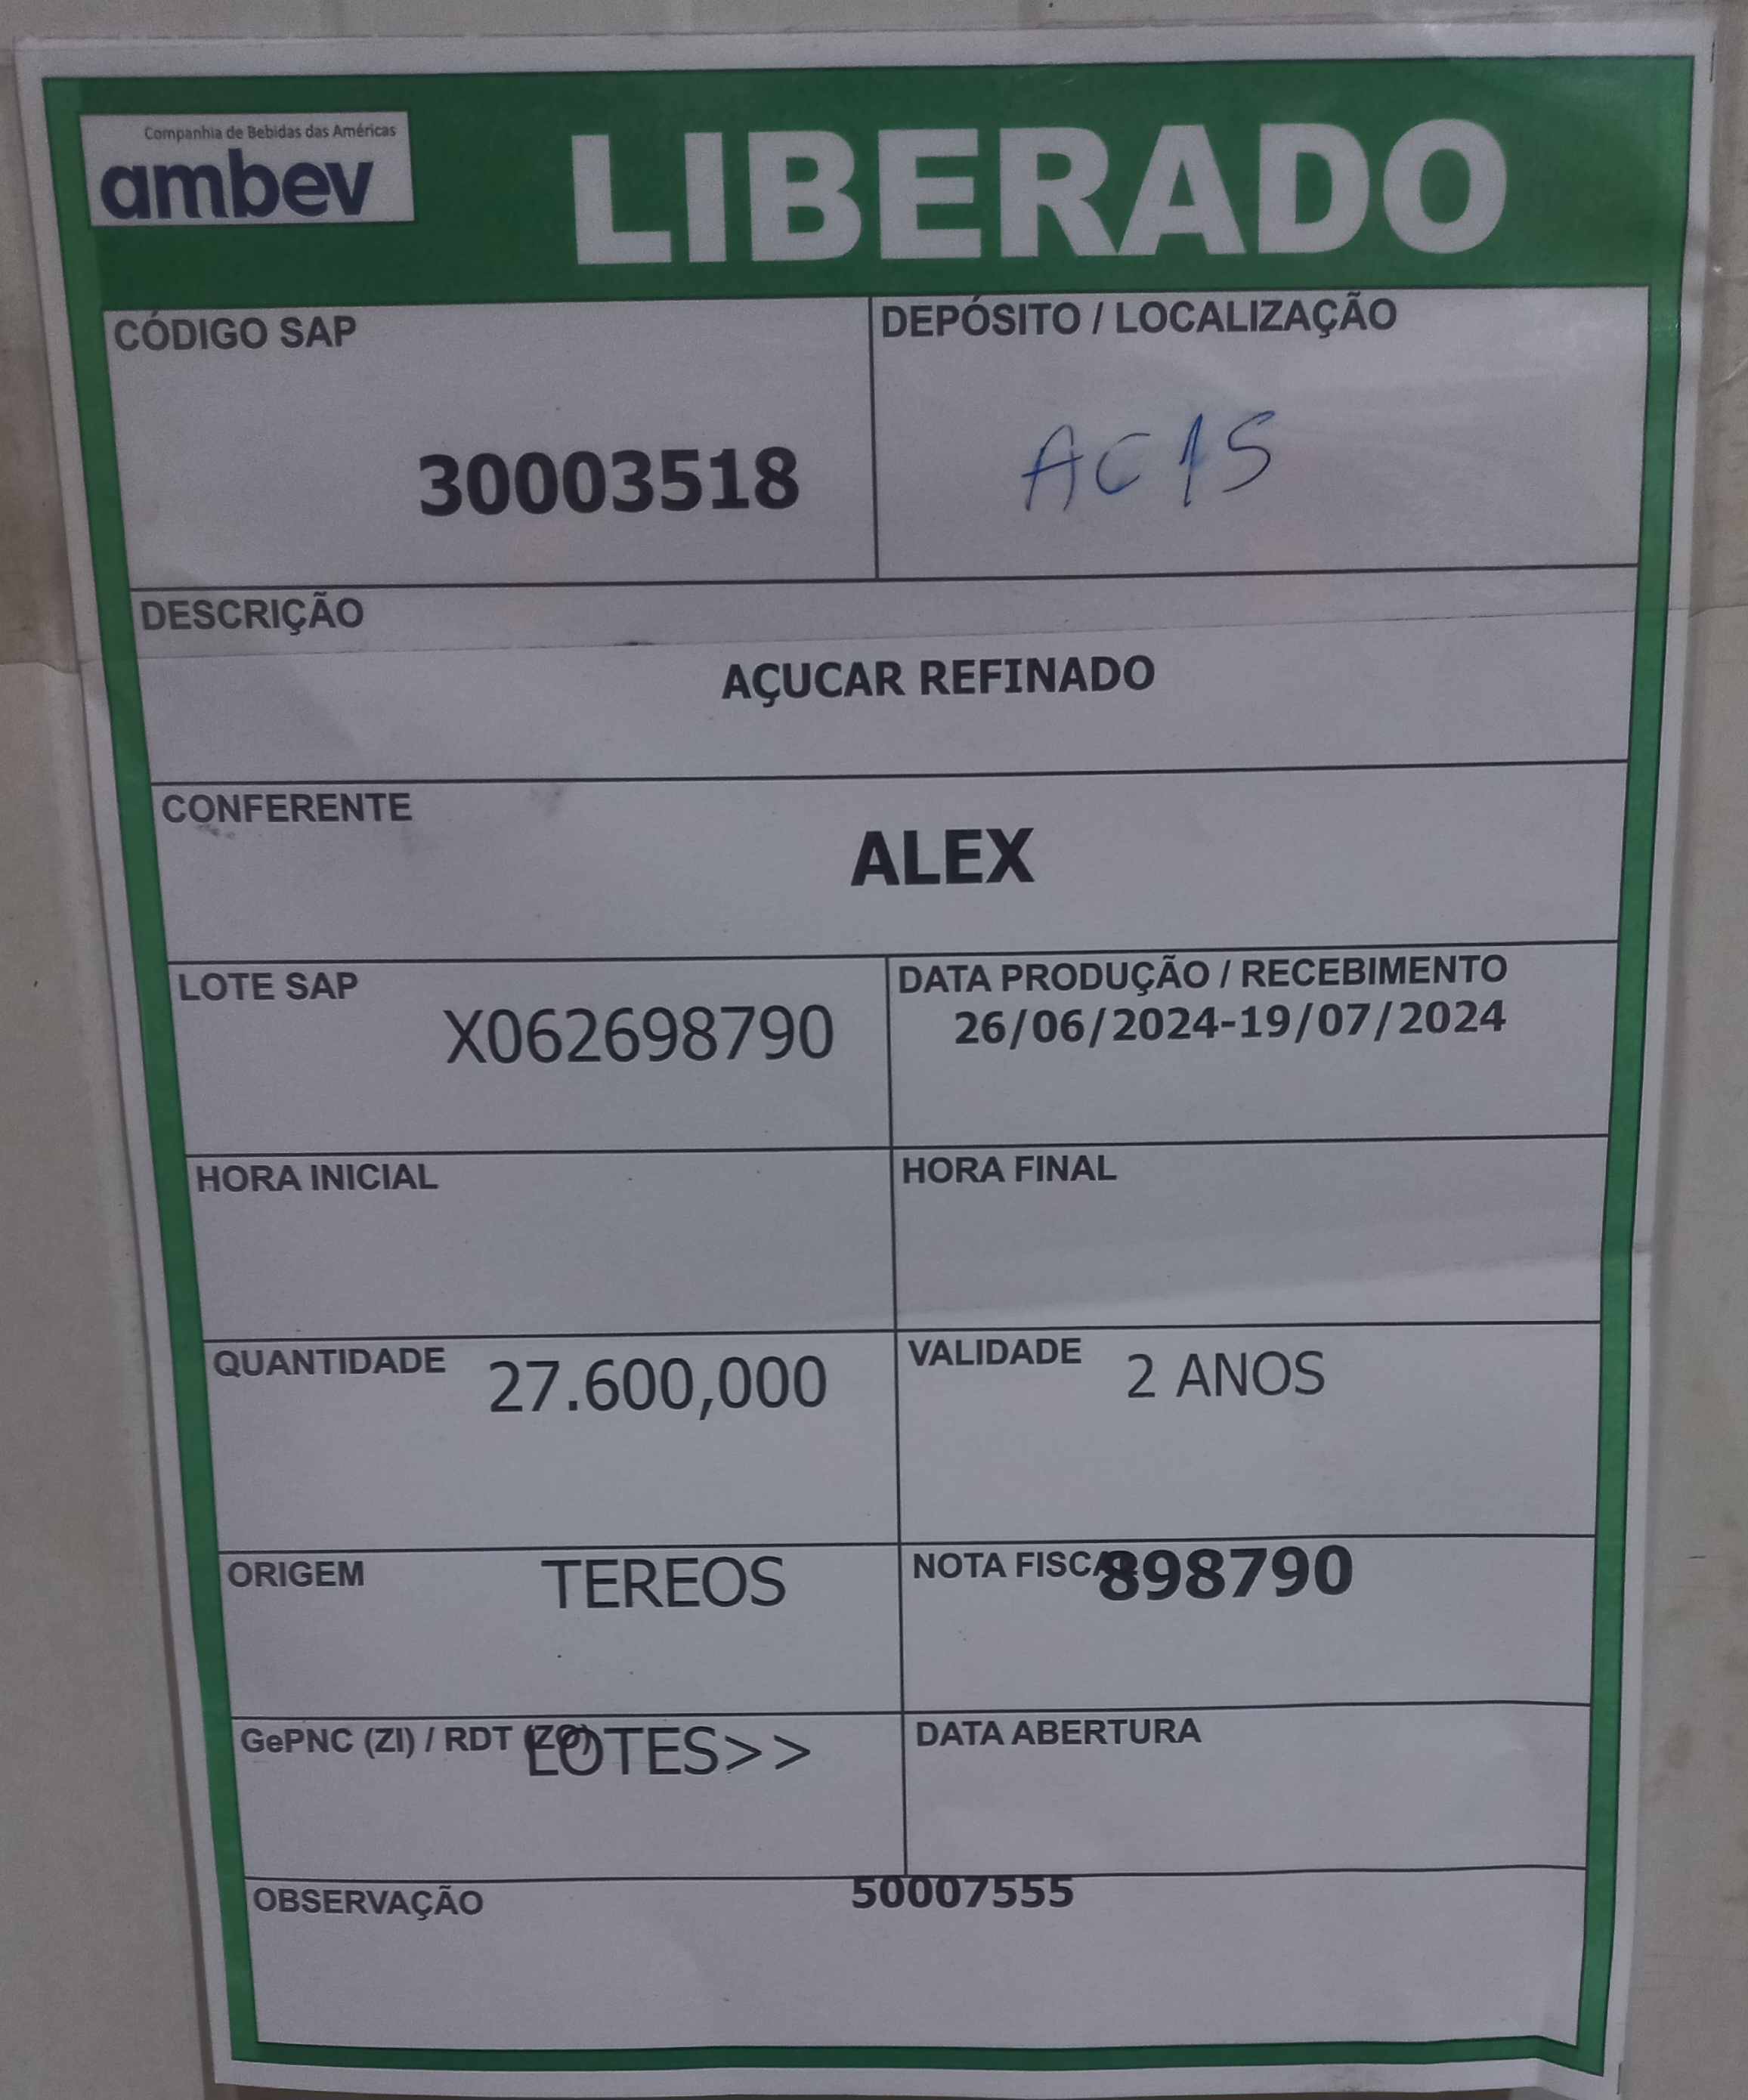 Companhia de Bebidas das Américas
ambev
LIBERADO
CÓDIGO SAP
30003518
DEPÓSITO / LOCALIZAÇÃO
AC15
DESCRIÇÃO
AÇUCAR REFINADO
CONFERENTE
ALEX
LOTE SAP
X062698790
DATA PRODUÇÃO / RECEBIMENTO
26/06/2024-19/07/2024
HORA INICIAL
HORA FINAL
QUANTIDADE
27.600,000
VALIDADE
2 ANOS
ORIGEM
TEREOS
NOTA FISCA
898790
GePNC (ZI) / RDT
LOTES>>
DATA ABERTURA
OBSERVAÇÃO
50007555